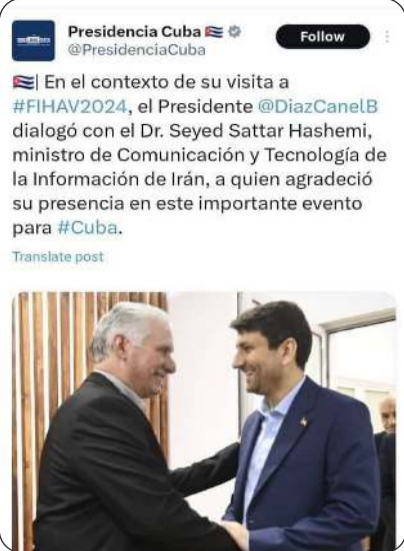 Presidencia Cuba 🇨🇺
@PresidenciaCuba
Follow
🇨🇺| En el contexto de su visita a
#FIHAV2024, el Presidente @DiazCanelB
dialogó con el Dr. Seyed Sattar Hashemi,
ministro de Comunicación y Tecnología de
la Información de Irán, a quien agradeció
su presencia en este importante evento
para #Cuba.
Translate post